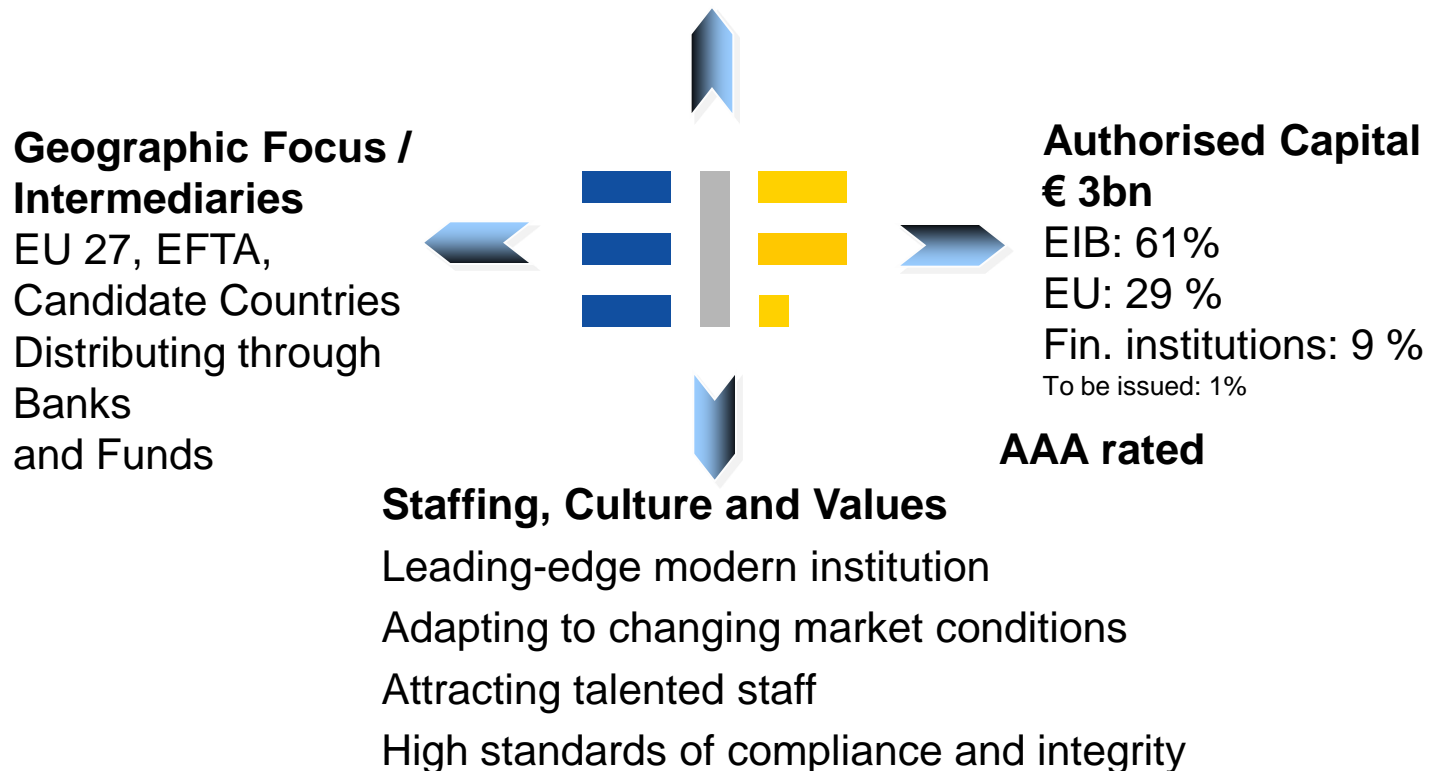 Geographic Focus /
Intermediaries
EU 27, EFTA,
Candidate Countries
Distributing through
Banks
and Funds
Authorised Capital
€ 3bn
EIB: 61%
EU: 29 %
Fin. institutions: 9 %
To be issued: 1%
AAA rated
Staffing, Culture and Values
Leading-edge modern institution
Adapting to changing market conditions
Attracting talented staff
High standards of compliance and integrity